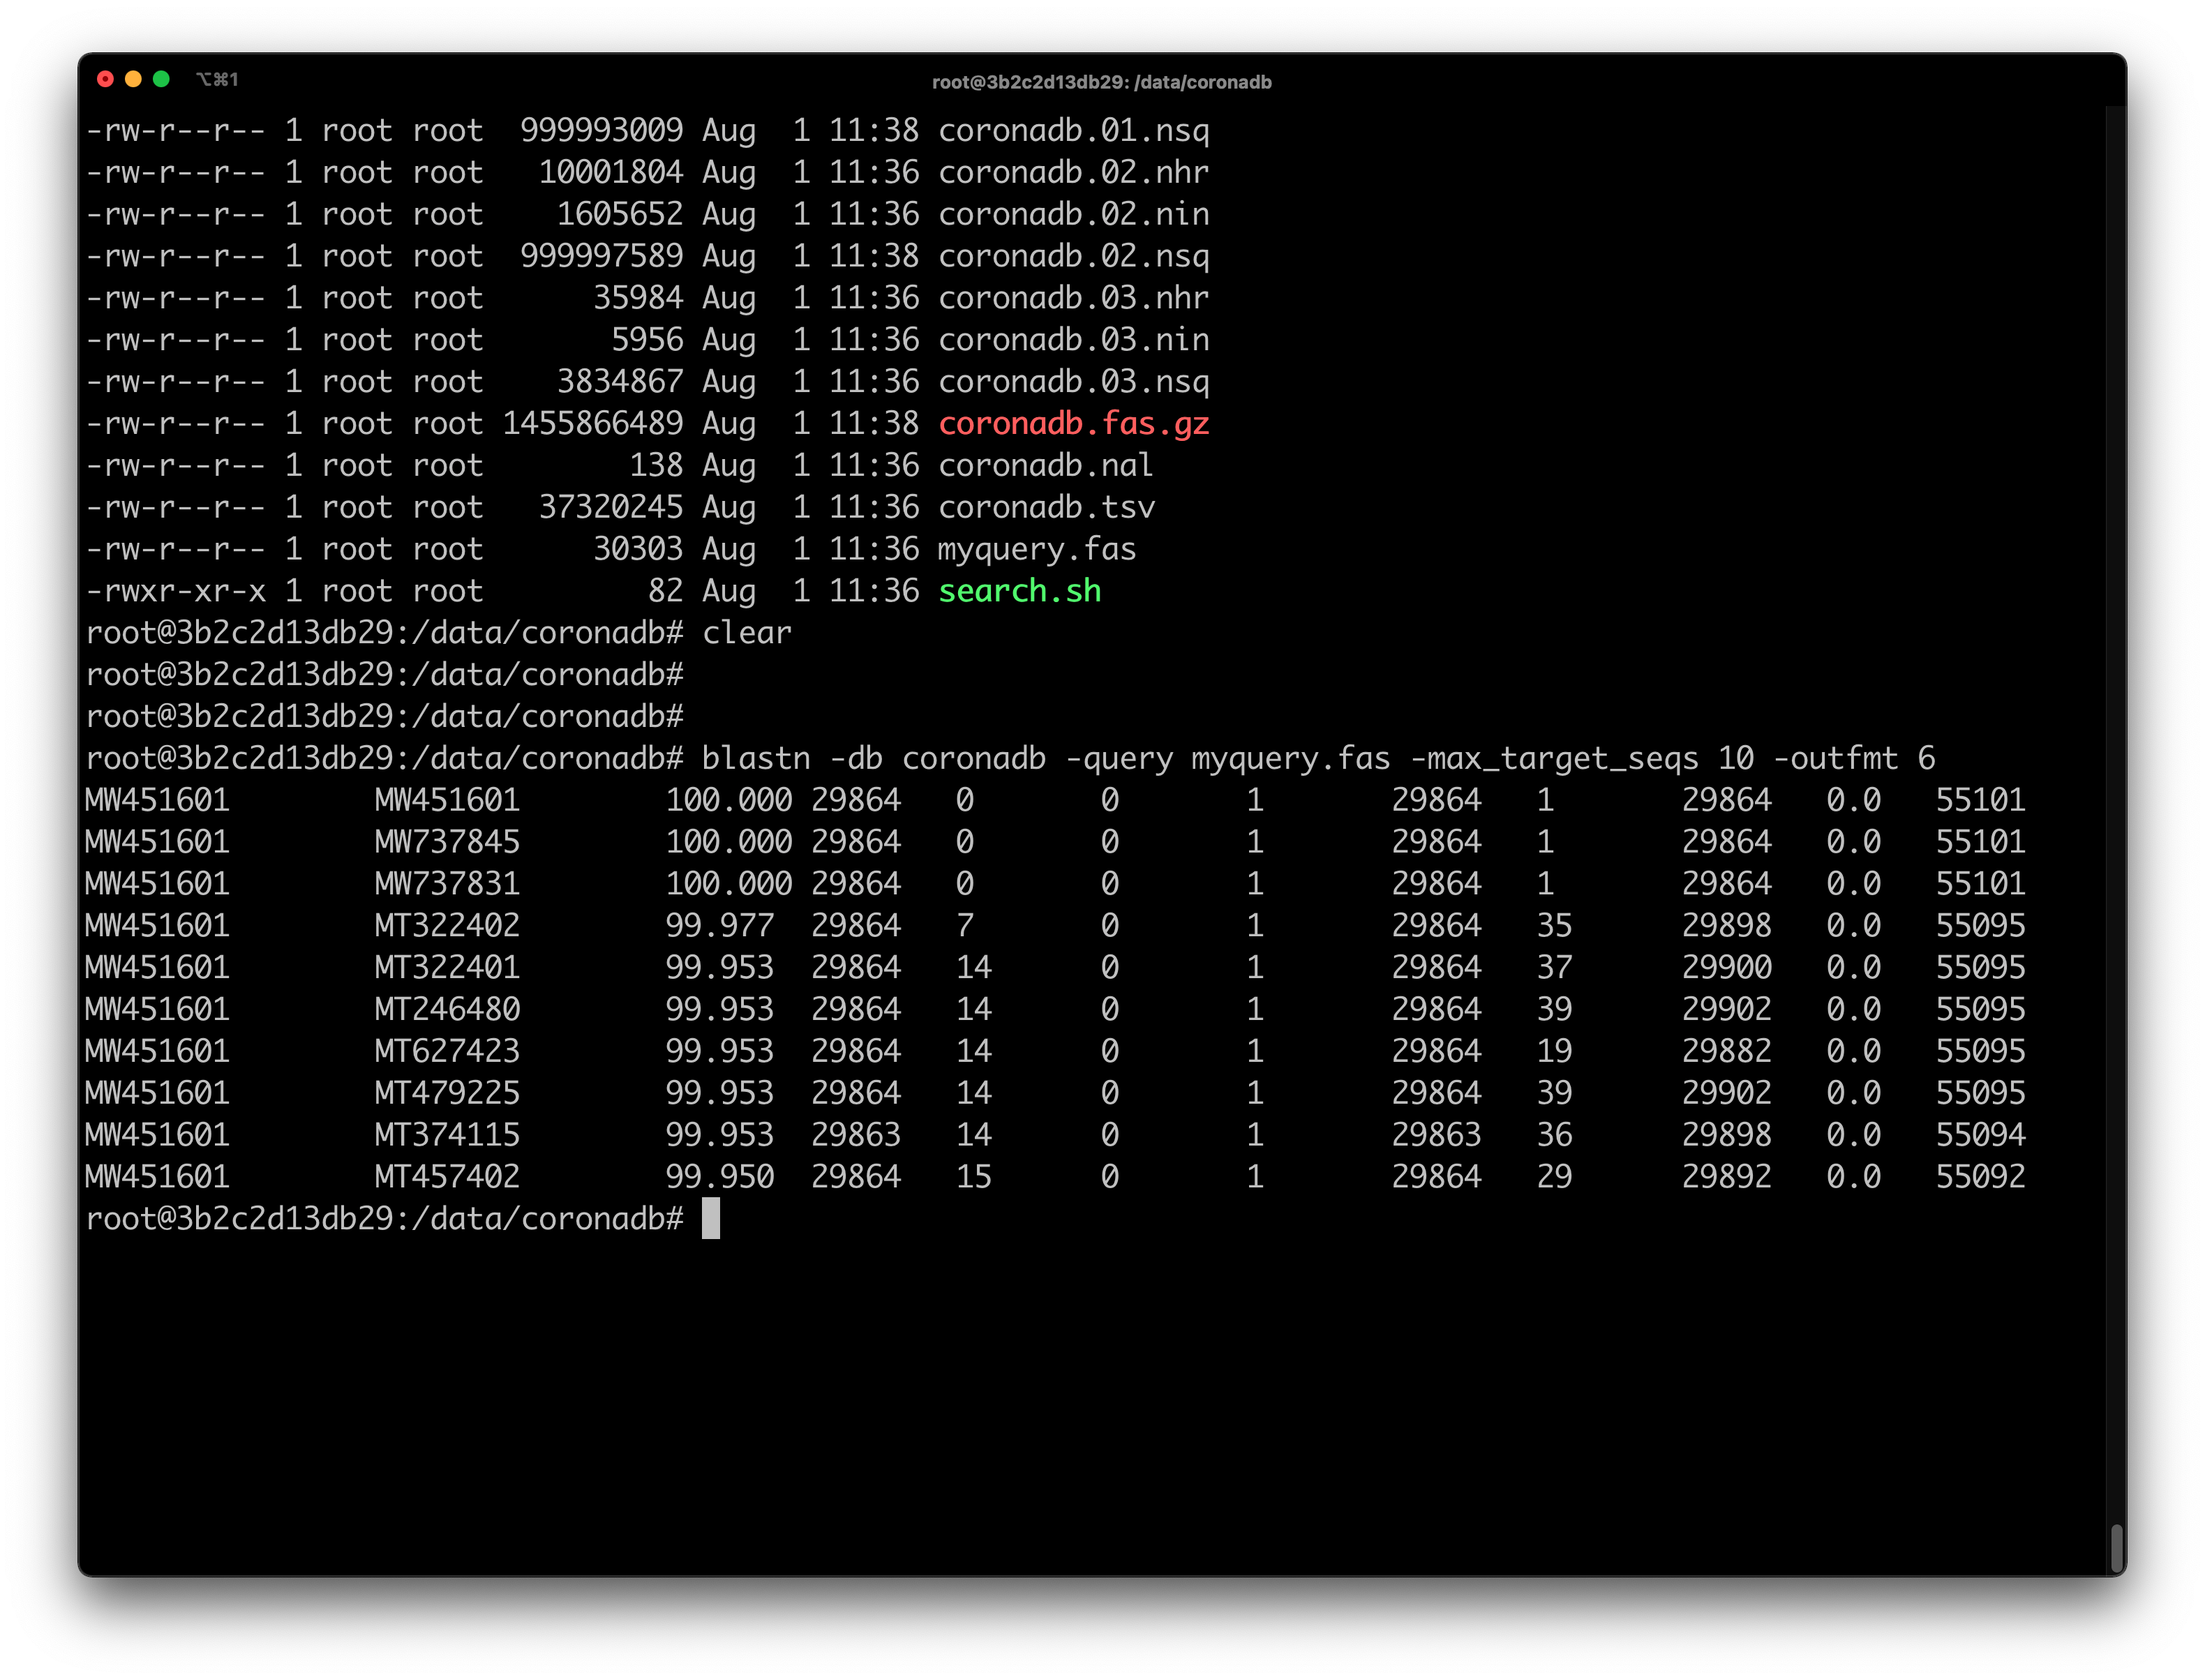 ⌥⌘1
root@3b2c2d13db29: /data/coronadb
-rw-r--r-- 1 root root  999993009 Aug  1 11:38 coronadb.01.nsq
-rw-r--r-- 1 root root   10001804 Aug  1 11:36 coronadb.02.nhr
-rw-r--r-- 1 root root    1605652 Aug  1 11:36 coronadb.02.nin
-rw-r--r-- 1 root root  999997589 Aug  1 11:38 coronadb.02.nsq
-rw-r--r-- 1 root root      35984 Aug  1 11:36 coronadb.03.nhr
-rw-r--r-- 1 root root       5956 Aug  1 11:36 coronadb.03.nin
-rw-r--r-- 1 root root    3834867 Aug  1 11:36 coronadb.03.nsq
-rw-r--r-- 1 root root 1455866489 Aug  1 11:38 coronadb.fas.gz
-rw-r--r-- 1 root root        138 Aug  1 11:36 coronadb.nal
-rw-r--r-- 1 root root   37320245 Aug  1 11:36 coronadb.tsv
-rw-r--r-- 1 root root      30303 Aug  1 11:36 myquery.fas
-rwxr-xr-x 1 root root         82 Aug  1 11:36 search.sh
root@3b2c2d13db29:/data/coronadb# clear
root@3b2c2d13db29:/data/coronadb#
root@3b2c2d13db29:/data/coronadb#
root@3b2c2d13db29:/data/coronadb# blastn -db coronadb -query myquery.fas -max_target_seqs 10 -outfmt 6
MW451601        MW451601        100.000 29864   0       0       1       29864   1       29864   0.0   55101
MW451601        MW737845        100.000 29864   0       0       1       29864   1       29864   0.0   55101
MW451601        MW737831        100.000 29864   0       0       1       29864   1       29864   0.0   55101
MW451601        MT322402        99.977  29864   7       0       1       29864   35      29898   0.0   55095
MW451601        MT322401        99.953  29864   14      0       1       29864   37      29900   0.0   55095
MW451601        MT246480        99.953  29864   14      0       1       29864   39      29902   0.0   55095
MW451601        MT627423        99.953  29864   14      0       1       29864   19      29882   0.0   55095
MW451601        MT479225        99.953  29864   14      0       1       29864   39      29902   0.0   55095
MW451601        MT374115        99.953  29863   14      0       1       29863   36      29898   0.0   55094
MW451601        MT457402        99.950  29864   15      0       1       29864   29      29892   0.0   55092
root@3b2c2d13db29:/data/coronadb#